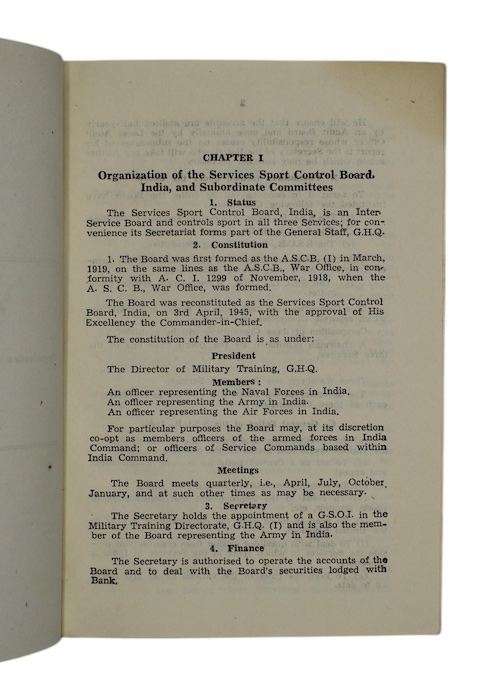 CHAPTER I
Organization of the Services Sport Control Board,
India, and Subordinate Committees
1. Status
The Services Sport Control Board, India, is an Inter
Service Board and controls sport in all three Services; for con-
venience its Secretariat forms part of the General Staff, G.H.Q.
2. Constitution
1. The Board was first formed as the A.S.C.B. (I) in March,
1919, on the same lines as the A.S.C.B., War Office, in con-
formity with A. C. I. 1299 of November, 1918, when the
A. S. C. B., War Office, was formed.
The Board was reconstituted as the Services Sport Control
Board, India, on 3rd April, 1945, with the approval of His
Excellency the Commander-in-Chief.
The constitution of the Board is as under:
President
The Director of Military Training, G.H.Q.
Members :
An officer representing the Naval Forces in India.
An officer representing the Army in India.
An officer representing the Air Forces in India.
For particular purposes the Board may, at its discretion
co-opt as members officers of the armed forces in India
Command; or officers of Service Commands based within
India Command.
Meetings
The Board meets quarterly, i.e., April, July, October
January, and at such other times as may be necessary.
3. Secretary
The Secretary holds the appointment of a G.S.O.I. in the
Military Training Directorate, G.H.Q. (I) and is also the mem-
ber of the Board representing the Army in India.
4. Finance
The Secretary is authorised to operate the accounts of the
Board and to deal with the Board's securities lodged with
Bank.